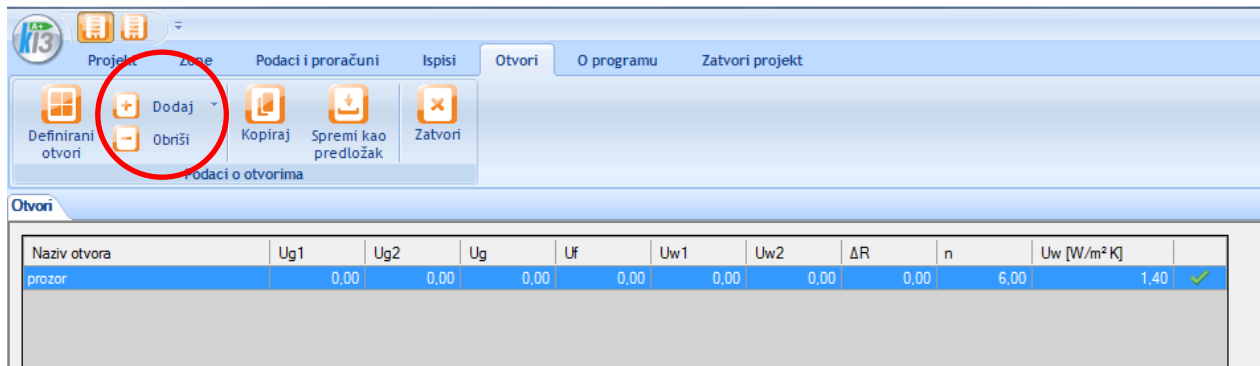 A+
KI3
Projekt Zone Podaci i proračuni Ispisi Otvori O programu Zatvori projekt
Definirani otvori
Dodaj
Obriši
Kopiraj
Spremi kao predložak
Zatvori
Podaci o otvorima
Otvori
Naziv otvora Ug1 Ug2 Ug Uf Uw1 Uw2 ΔR n Uw [W/m² K]
prozor 0,00 0,00 0,00 0,00 0,00 0,00 0,00 6,00 1,40